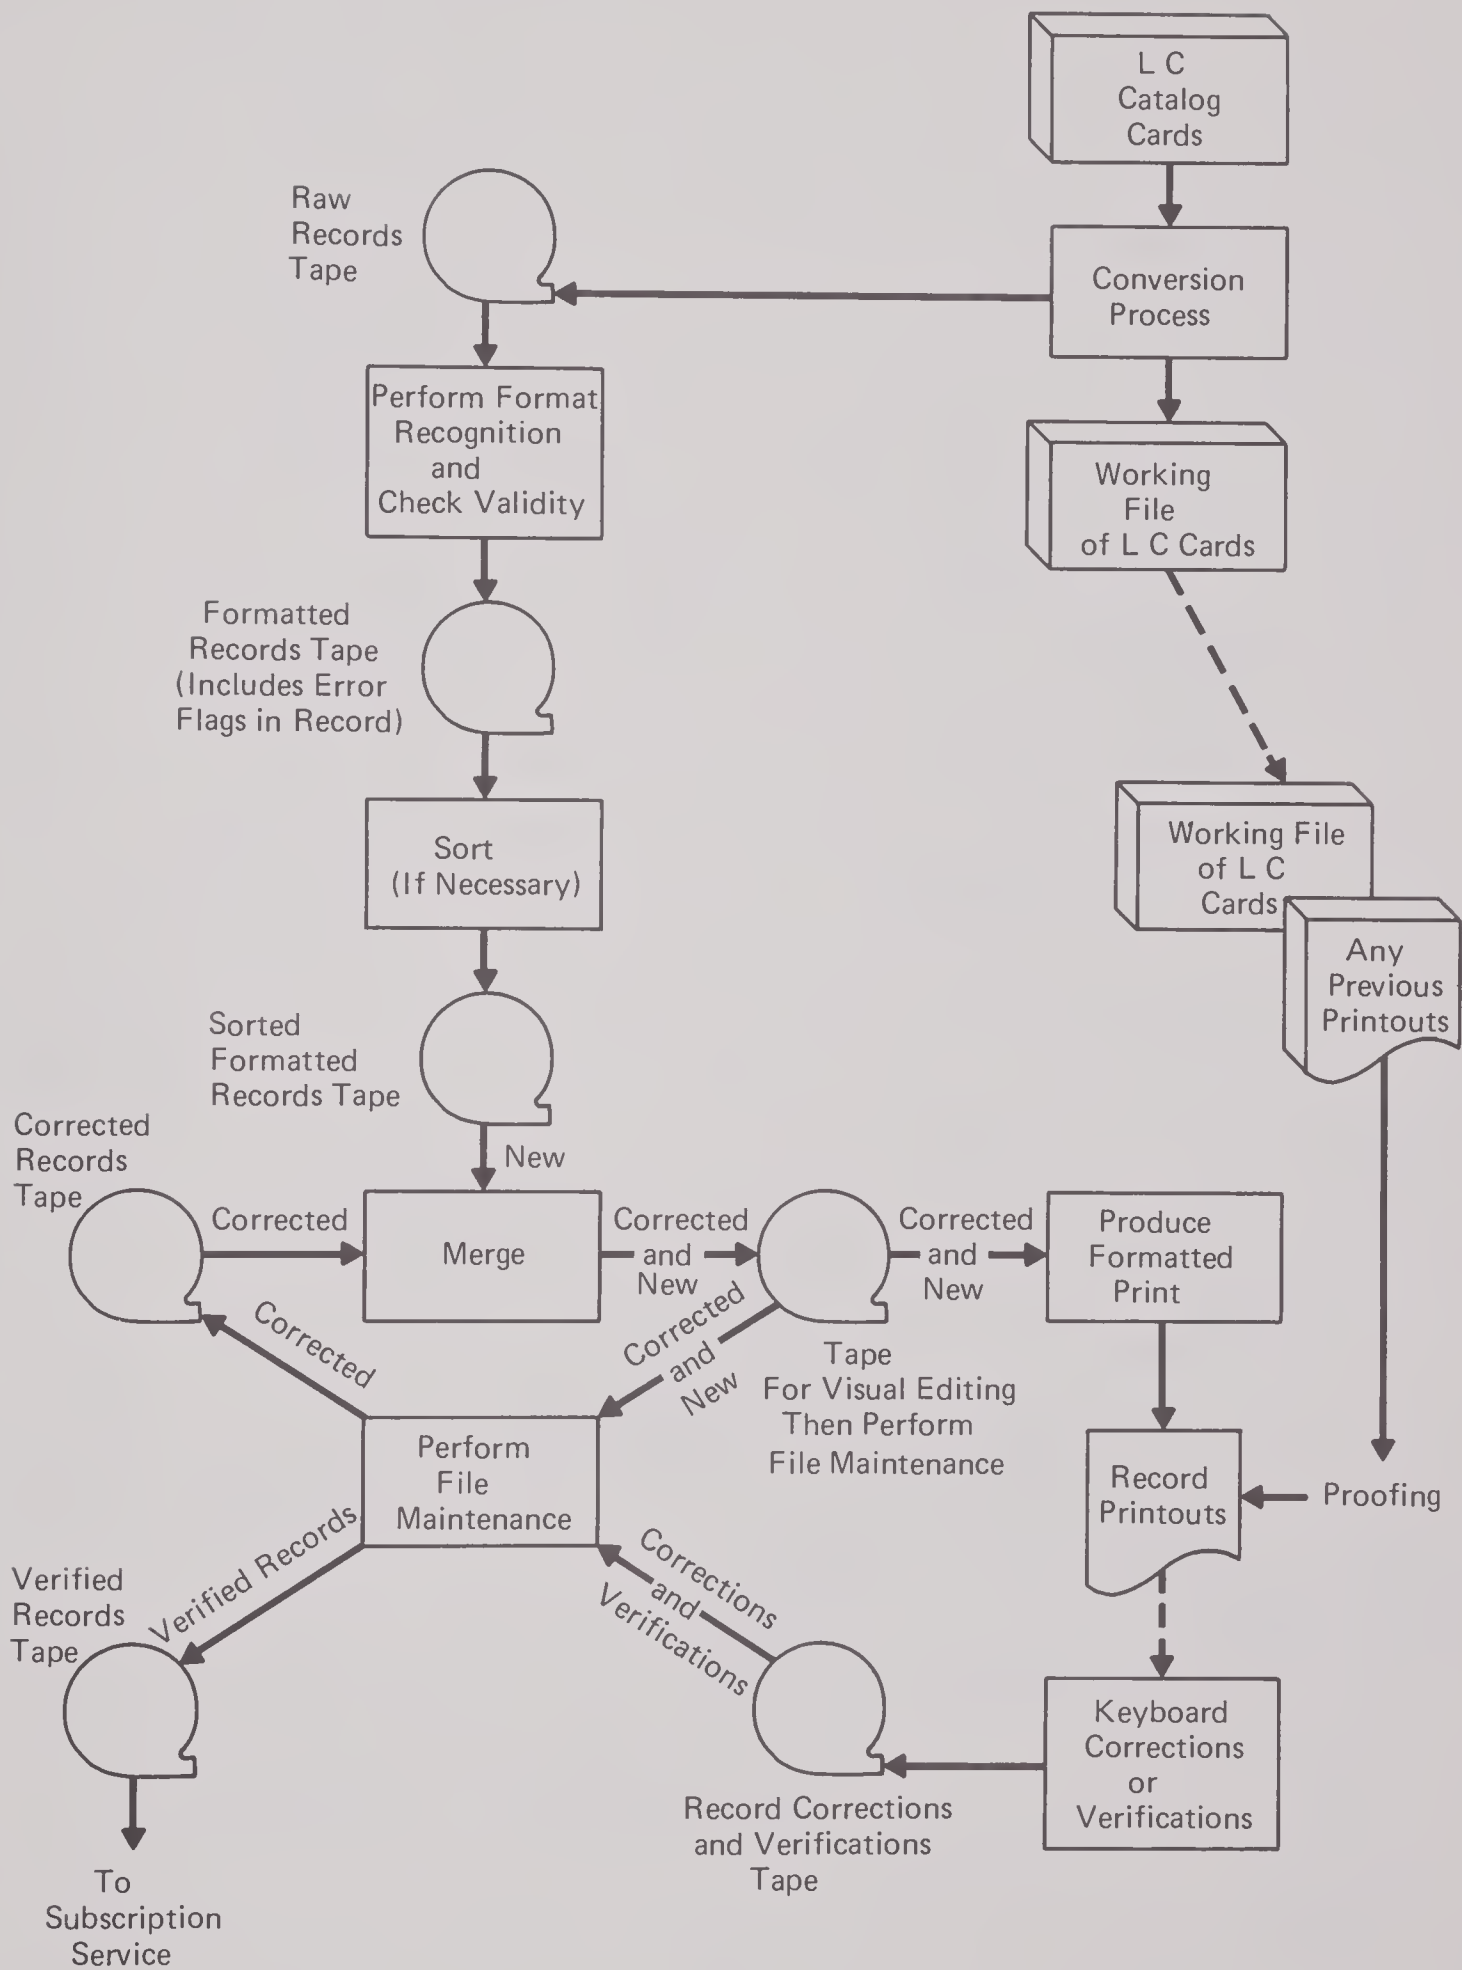 L C
Catalog
Cards
Raw
Records
Tape
Conversion
Process
Perform Format
Recognition
and
Check Validity
Working
File
of L C Cards
Formatted
Records Tape
(Includes Error
Flags in Record)
Sort
(If Necessary)
Working File
of L C
Cards
Any
Previous
Printouts
Sorted
Formatted
Records Tape
New
Corrected
Records
Tape
Corrected
Merge
Corrected
and
New
Corrected
and
New
Produce
Formatted
Print
Corrected
Corrected
and
New
Tape
For Visual Editing
Then Perform
File Maintenance
Perform
File
Maintenance
Record
Printouts
Proofing
Verified Records
Corrections
and
Verifications
Verified
Records
Tape
Keyboard
Corrections
or
Verifications
Record Corrections
and Verifications
Tape
To
Subscription
Service